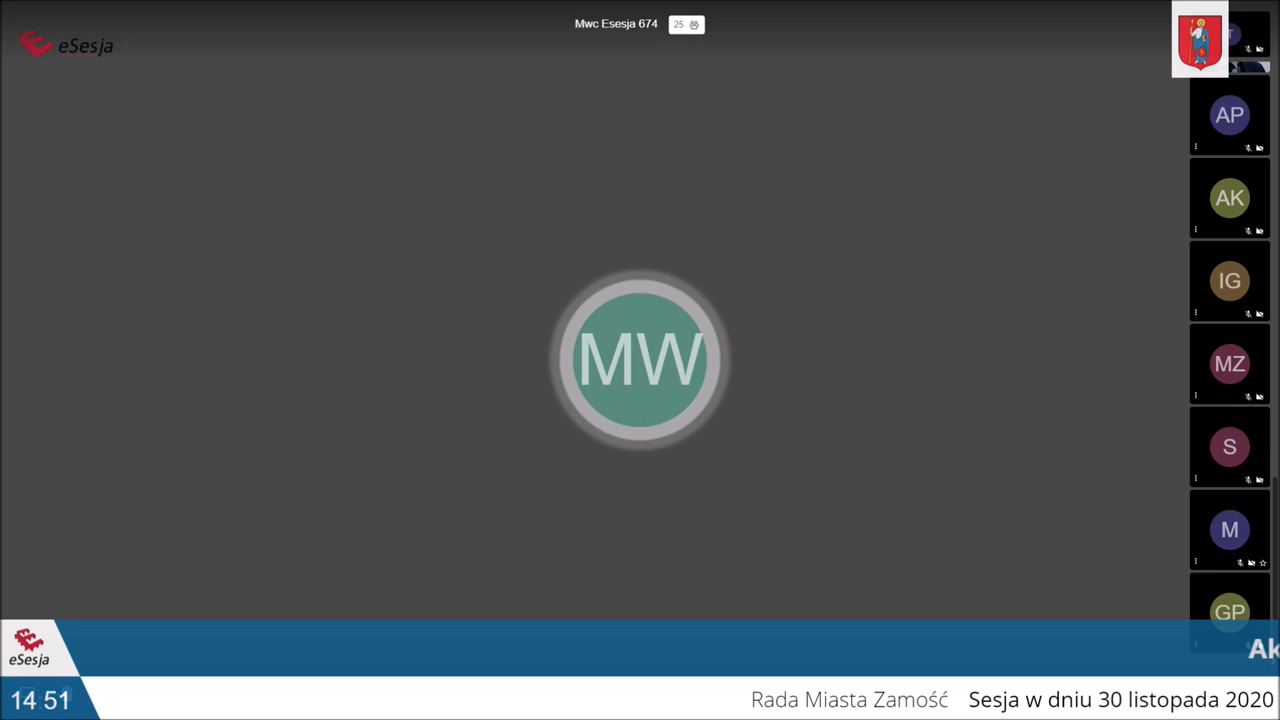 Mwc Esesja 674 25
eSesja
T
AP
AK
IG
MZ
MW
S
M
GP
eSesja
Ak
14 51
Rada Miasta Zamość Sesja w dniu 30 listopada 2020